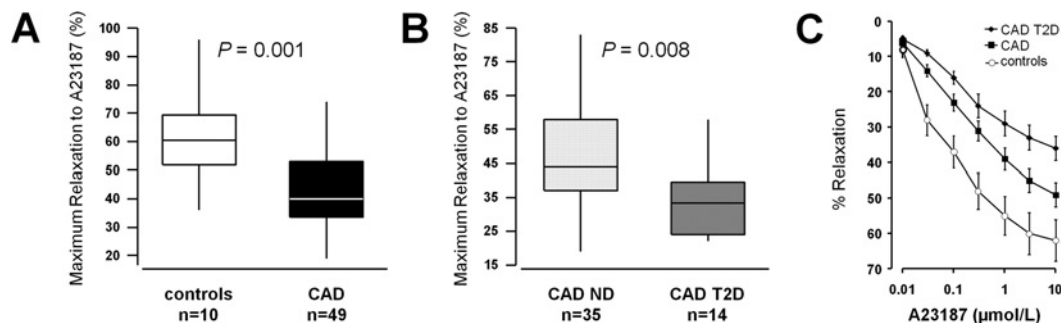 A
Maximum Relaxation to A23187 (%)
100
90
80
70
60
50
40
30
20
P = 0.001
controls
n=10
CAD
n=49
B
Maximum Relaxation to A23187 (%)
85
75
65
55
45
35
25
15
P = 0.008
CAD ND
n=35
CAD T2D
n=14
C
% Relaxation
0
10
20
30
40
50
60
70
CAD T2D
CAD
controls
0.01
0.1
1
10
A23187 (µmol/L)